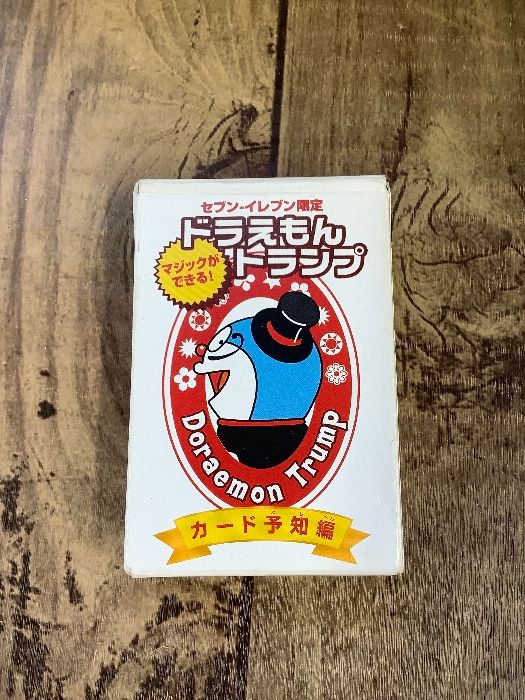 セブン-イレブン限定
ドラえもん
トランプ
マジックが
できる!
Doraemon Trump
カード予知編